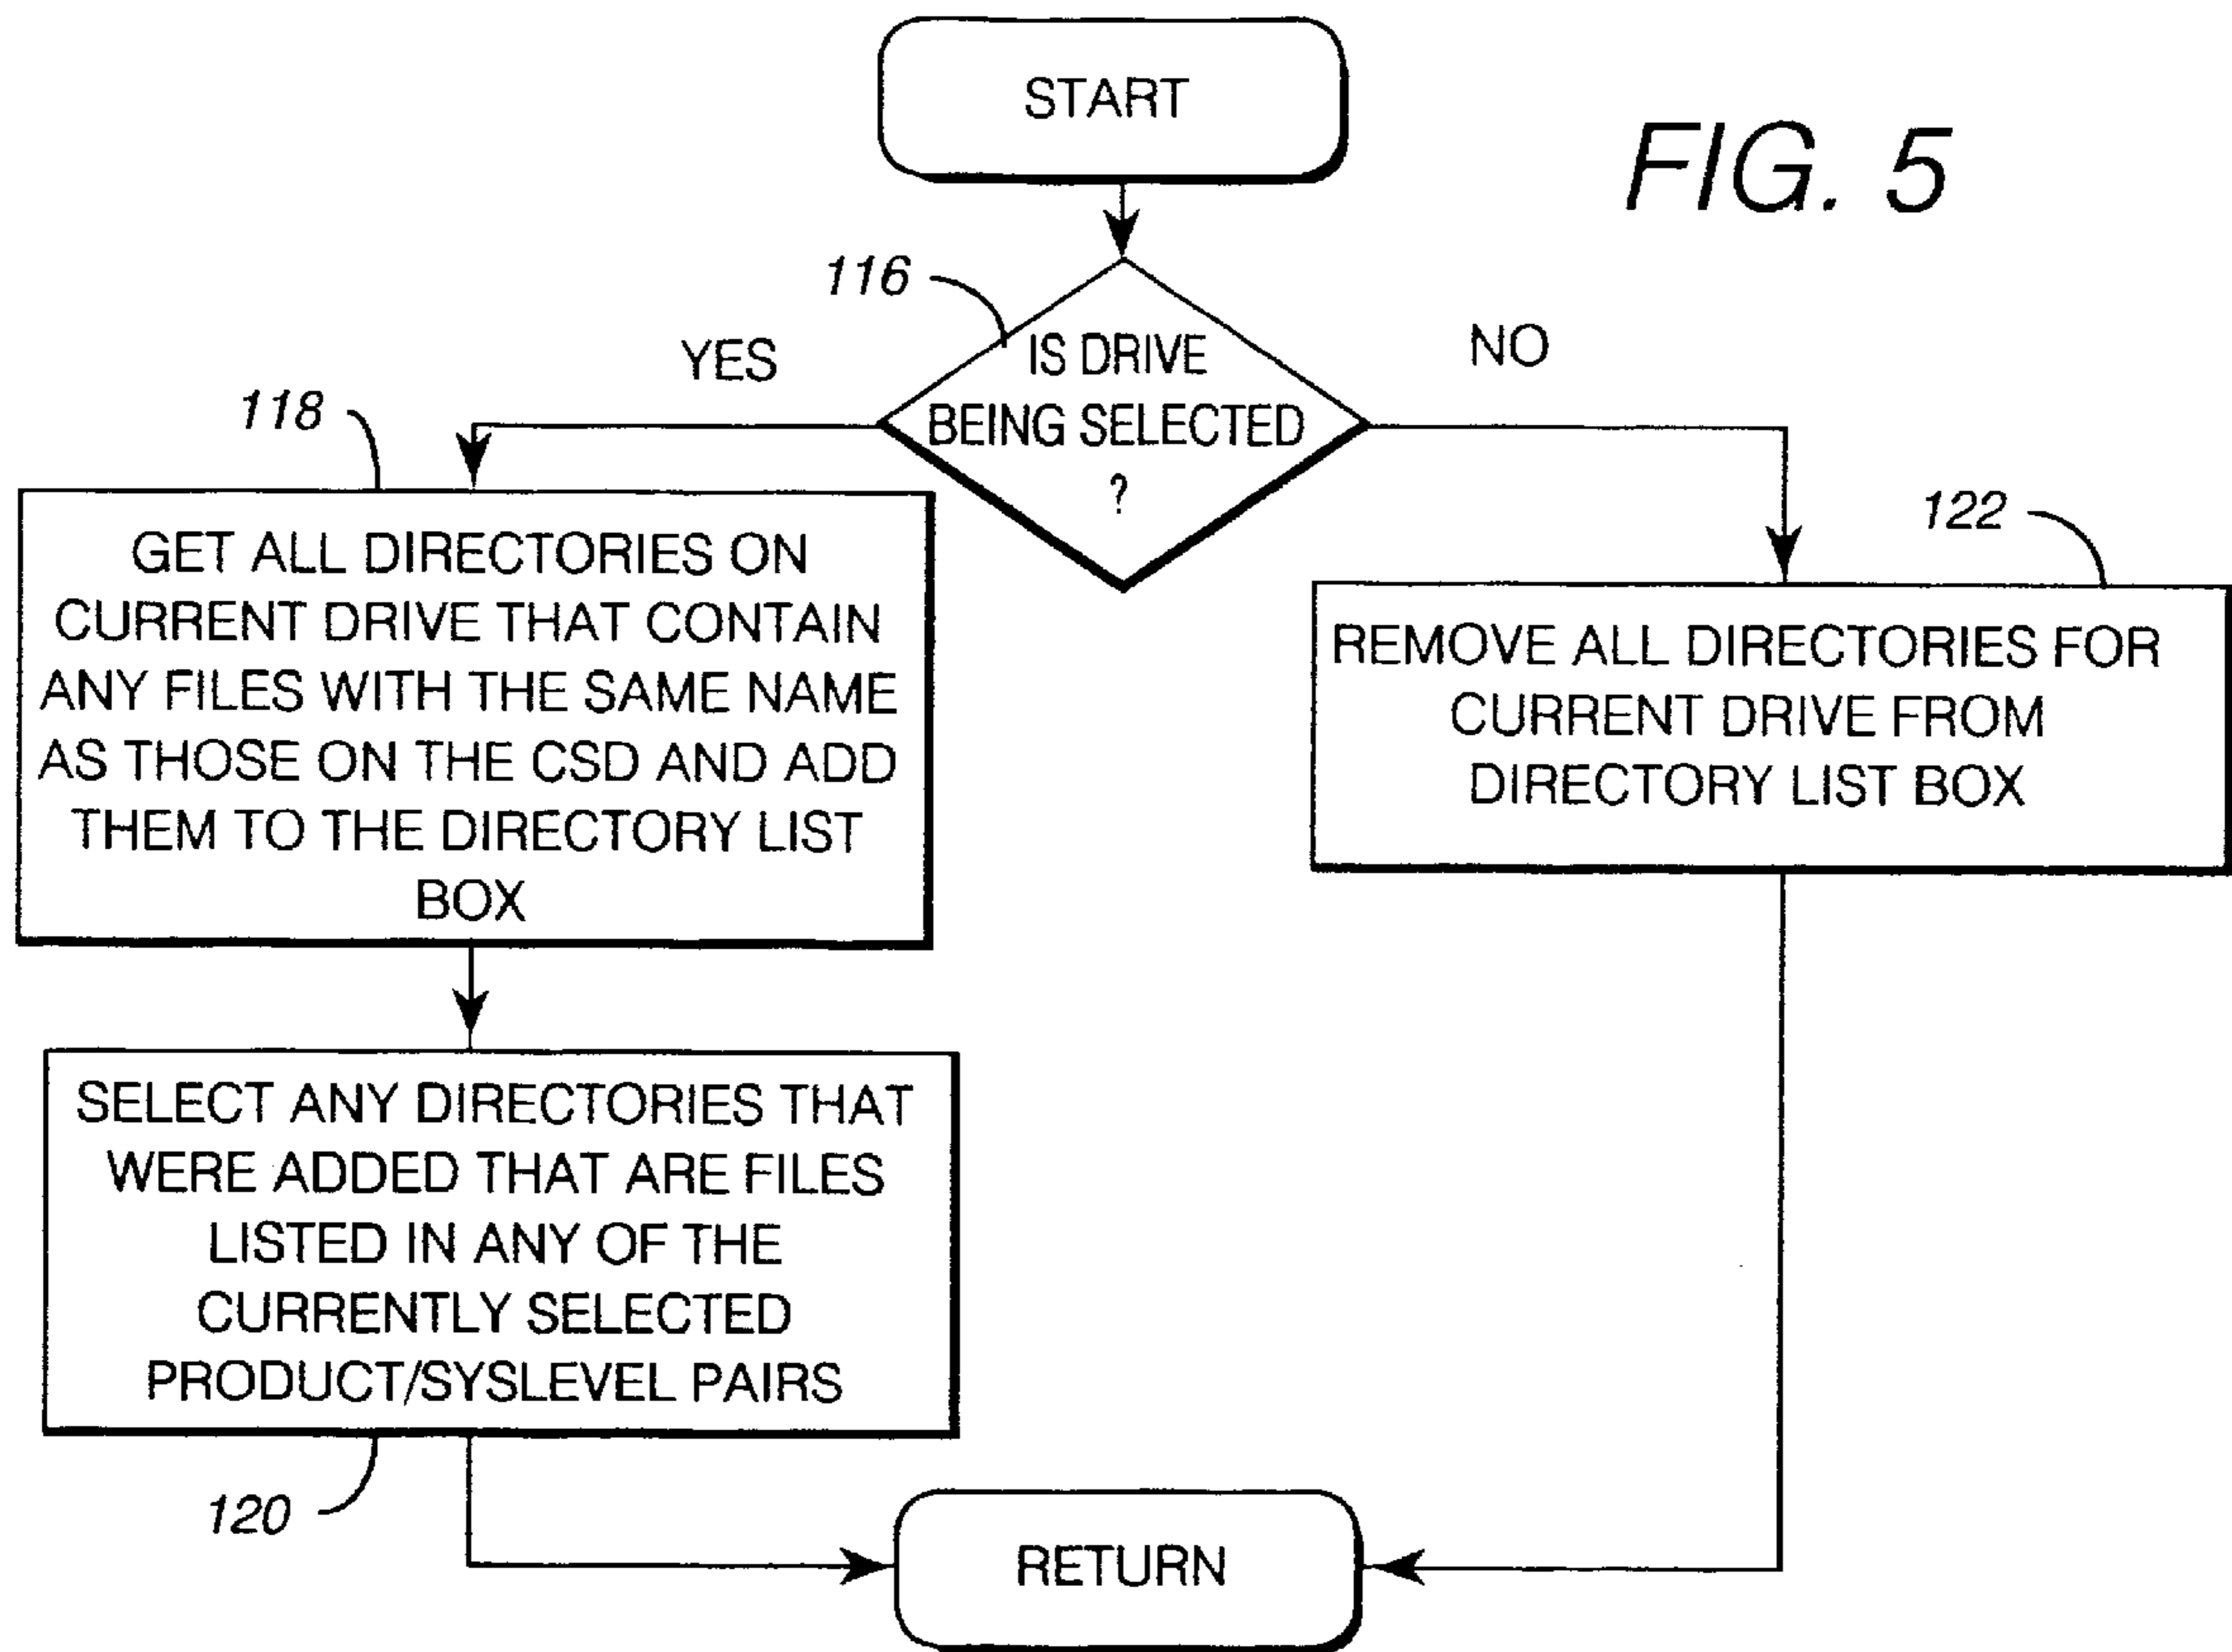 START
FIG. 5
116
IS DRIVE
BEING SELECTED
?
YES
NO
118
GET ALL DIRECTORIES ON
CURRENT DRIVE THAT CONTAIN
ANY FILES WITH THE SAME NAME
AS THOSE ON THE CSD AND ADD
THEM TO THE DIRECTORY LIST
BOX
122
REMOVE ALL DIRECTORIES FOR
CURRENT DRIVE FROM
DIRECTORY LIST BOX
SELECT ANY DIRECTORIES THAT
WERE ADDED THAT ARE FILES
LISTED IN ANY OF THE
CURRENTLY SELECTED
PRODUCT/SYSLEVEL PAIRS
120
RETURN